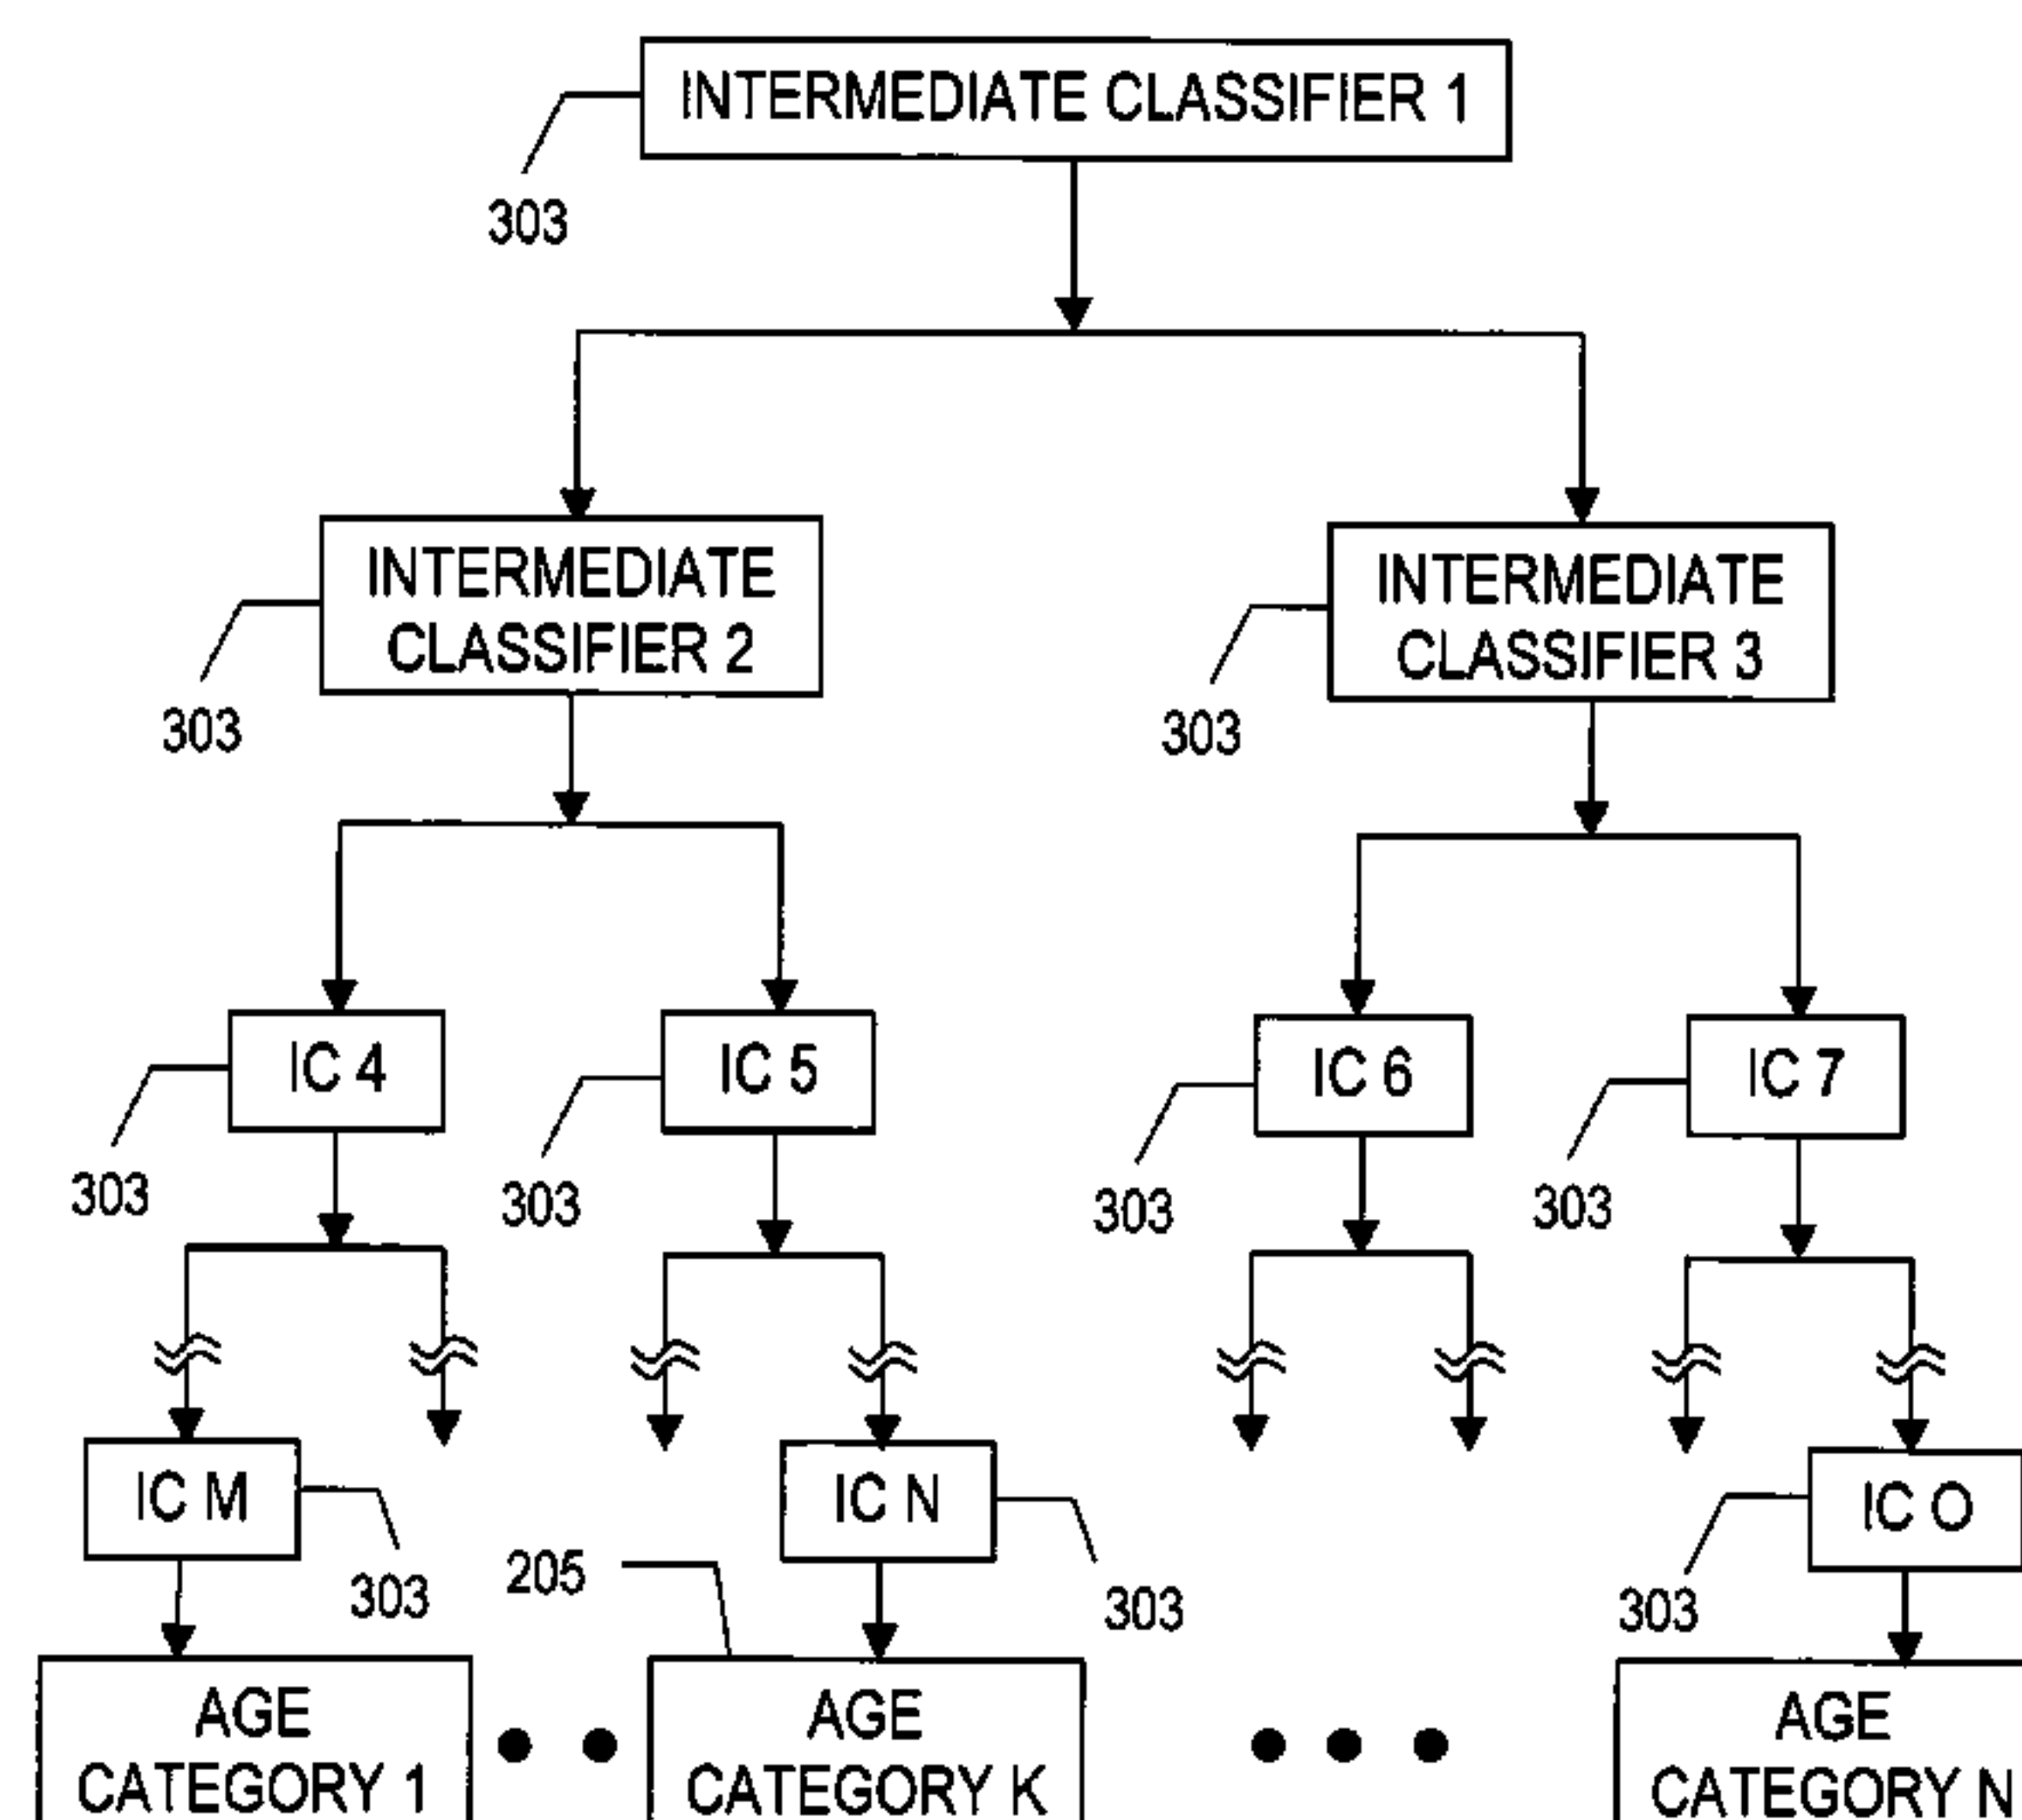 INTERMEDIATE CLASSIFIER 1
303
INTERMEDIATE
CLASSIFIER 2
303
INTERMEDIATE
CLASSIFIER 3
303
IC 4
303
IC 5
303
IC 6
303
IC 7
303
IC M
303
IC N
303
IC O
303
205
AGE
CATEGORY 1
AGE
CATEGORY K
AGE
CATEGORY N